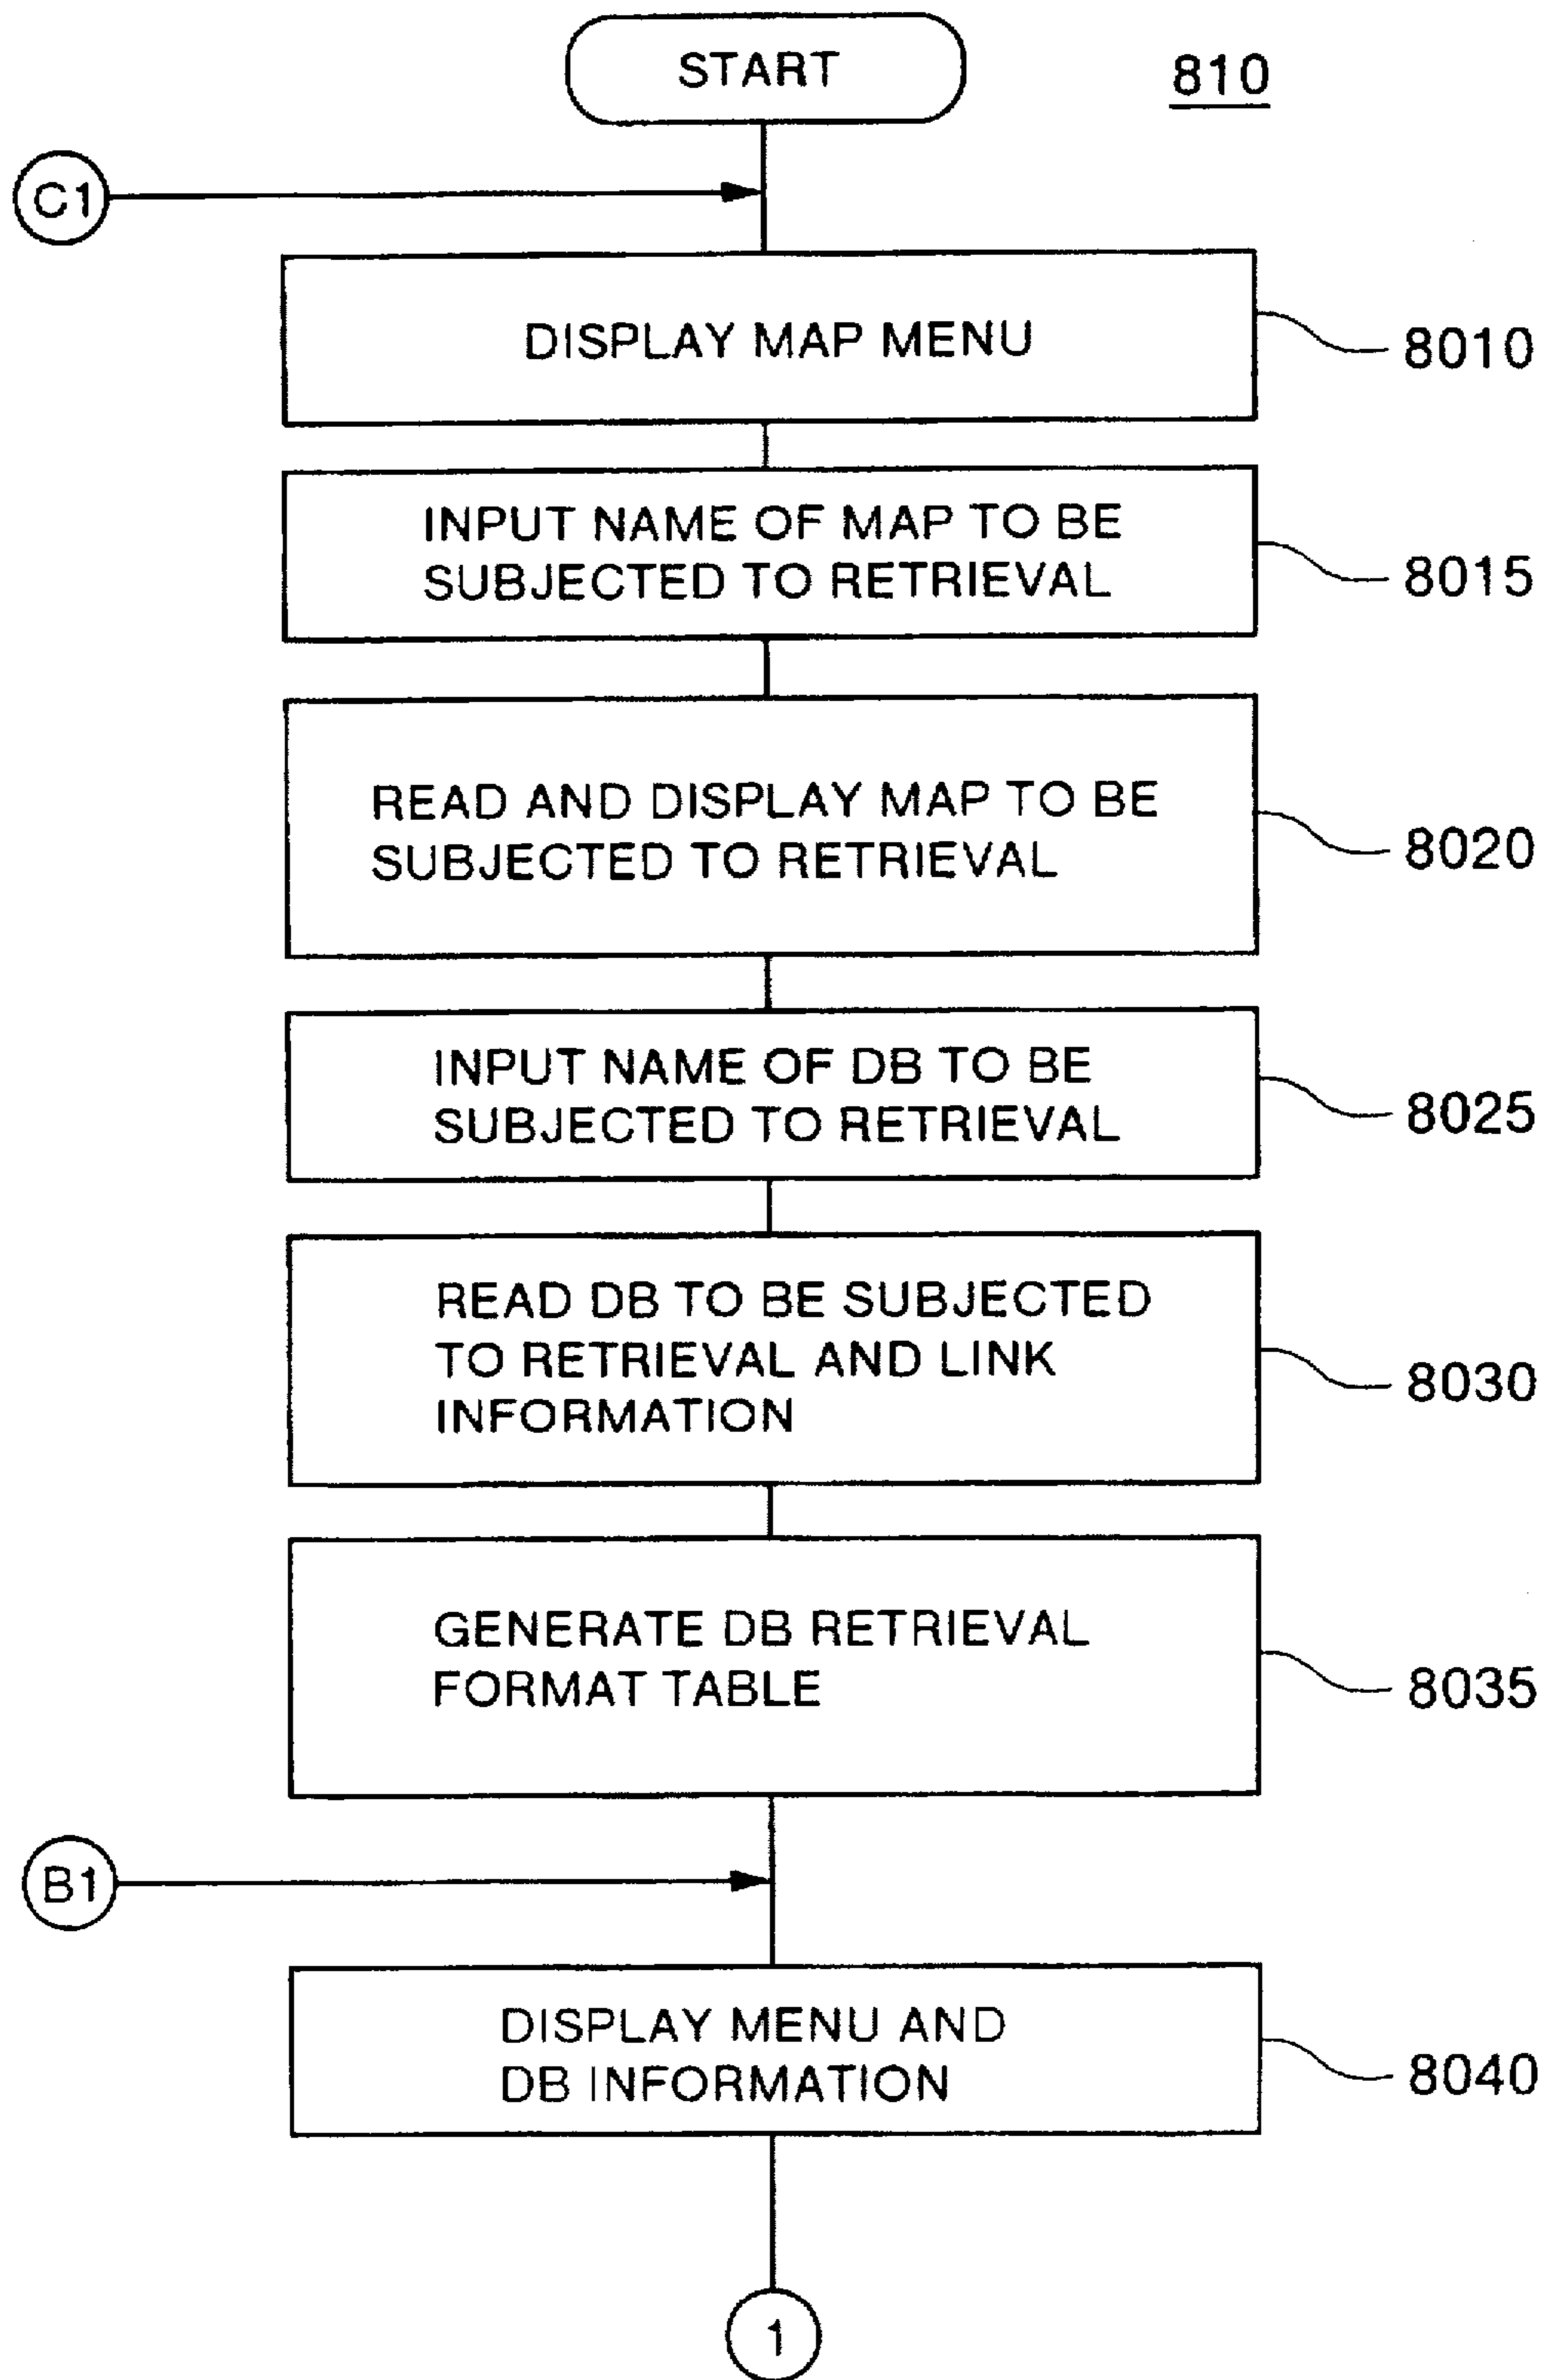 START
810
C1
DISPLAY MAP MENU
8010
INPUT NAME OF MAP TO BE
SUBJECTED TO RETRIEVAL
8015
READ AND DISPLAY MAP TO BE
SUBJECTED TO RETRIEVAL
8020
INPUT NAME OF DB TO BE
SUBJECTED TO RETRIEVAL
8025
READ DB TO BE SUBJECTED
TO RETRIEVAL AND LINK
INFORMATION
8030
GENERATE DB RETRIEVAL
FORMAT TABLE
8035
B1
DISPLAY MENU AND
DB INFORMATION
8040
1